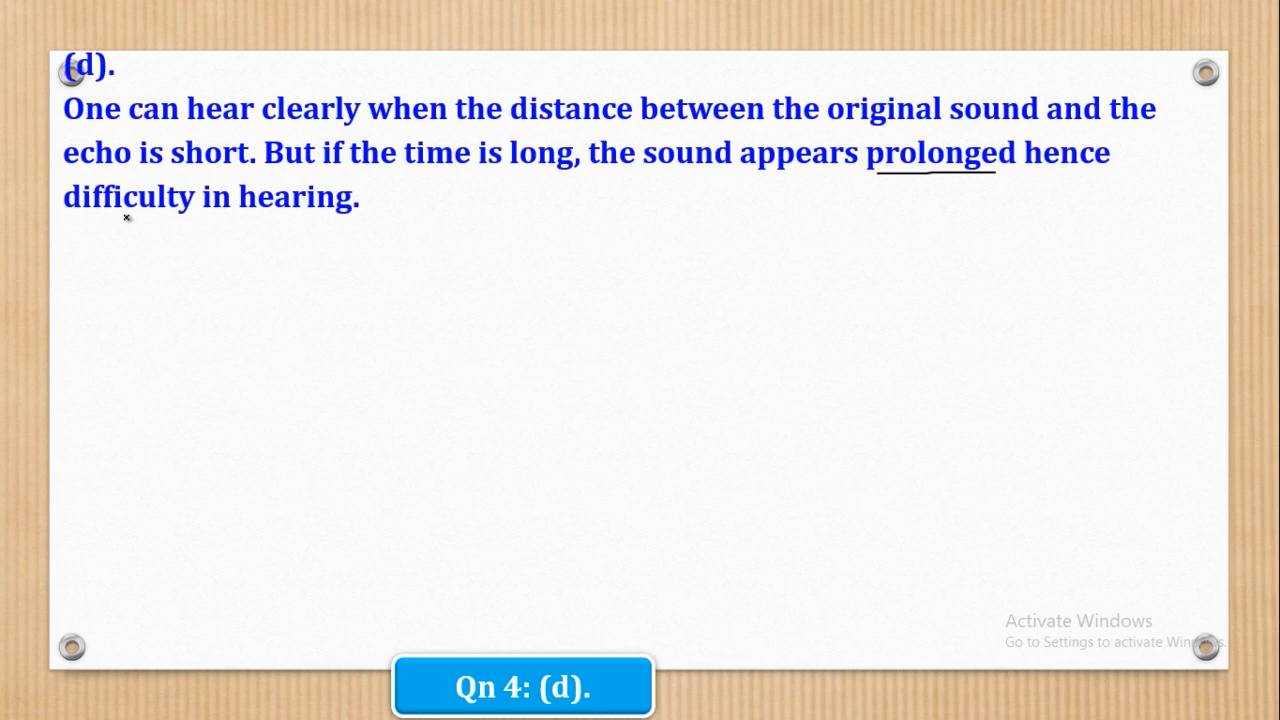 (d).
One can hear clearly when the distance between the original sound and the
echo is short. But if the time is long, the sound appears prolonged hence
difficulty in hearing.
Activate Windows
Go to Settings to activate Windows.
Qn 4: (d).